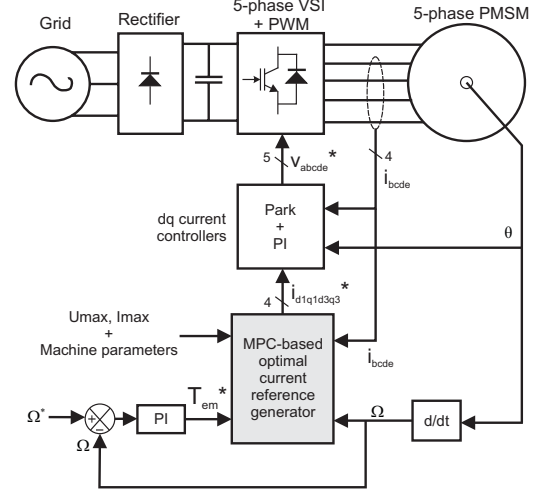 Grid
Rectifier
5-phase VSI
+ PWM
5-phase PMSM
5
v_abcde*
4
i_bcde
dq current
controllers
Park
+
PI
θ
4
i_d1q1d3q3*
Umax, Imax
+
Machine parameters
MPC-based
optimal
current
reference
generator
i_bcde
Ω*
+
−
PI
T_em*
Ω
d/dt
Ω